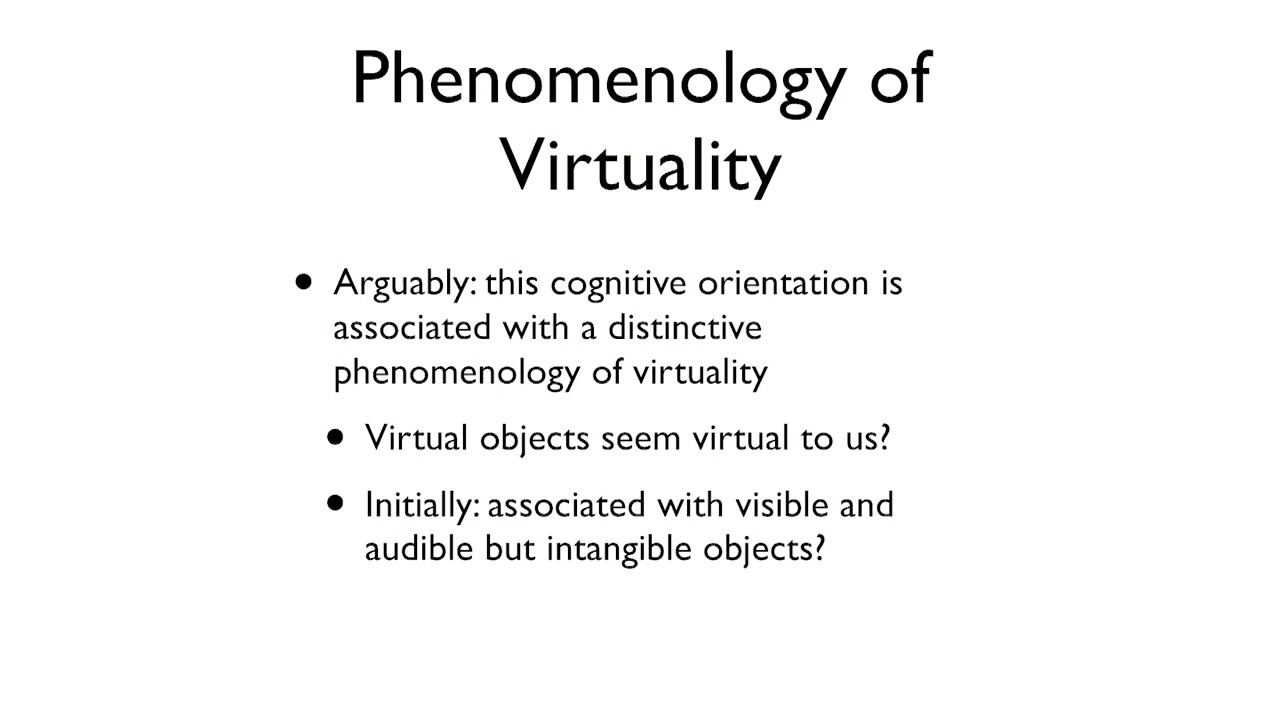 Phenomenology of
Virtuality
• Arguably: this cognitive orientation is
associated with a distinctive
phenomenology of virtuality
• Virtual objects seem virtual to us?
• Initially: associated with visible and
audible but intangible objects?